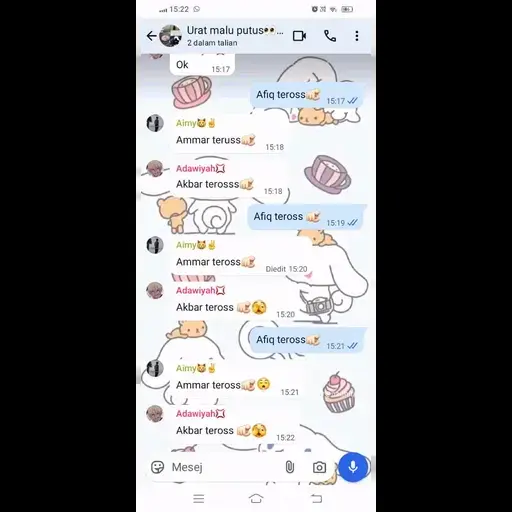 15:22
Urat malu putus👀...
2 dalam talian
Ok
15:17
Afiq teross🫵🏻
15:17
Aimy😼✌️
Ammar teruss🫵🏻
15:18
Adawiyah💢
Akbar terosss🫵🏻
15:18
Afiq teross🫵🏻
15:19
Aimy😼✌️
Ammar teross🫵🏻
Diedit 15:20
Adawiyah💢
Akbar teross🫵🏻😵
15:20
Afiq teross🫵🏻
15:21
Aimy😼✌️
Ammar teross🫵🏻😌
15:21
Adawiyah💢
Akbar teross🫵🏻😵
15:22
Mesej